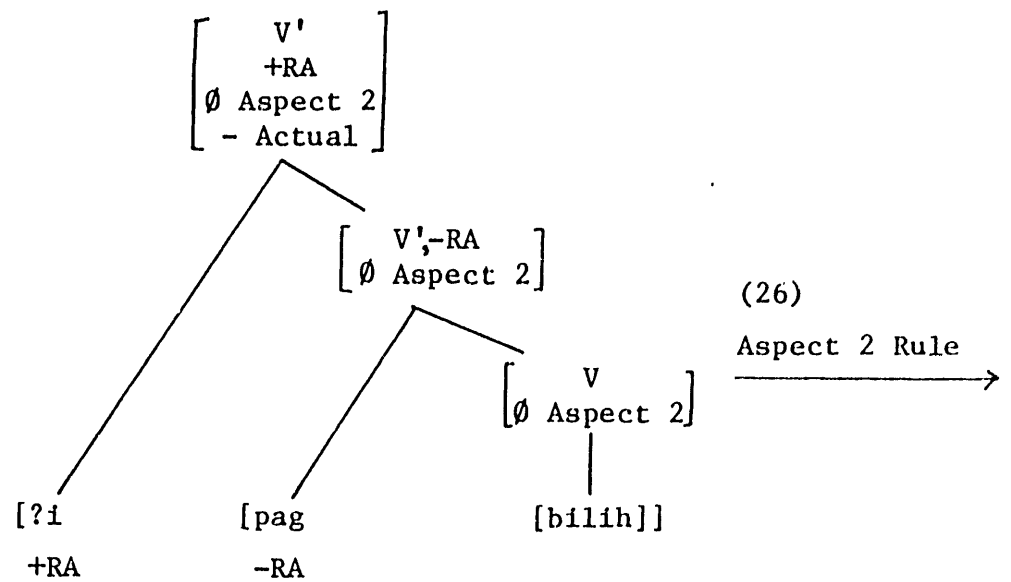 V'
+RA
Ø Aspect 2
- Actual
V',-RA
Ø Aspect 2
(26)
Aspect 2 Rule
V
Ø Aspect 2
[?i [pag [bilih]]
+RA -RA